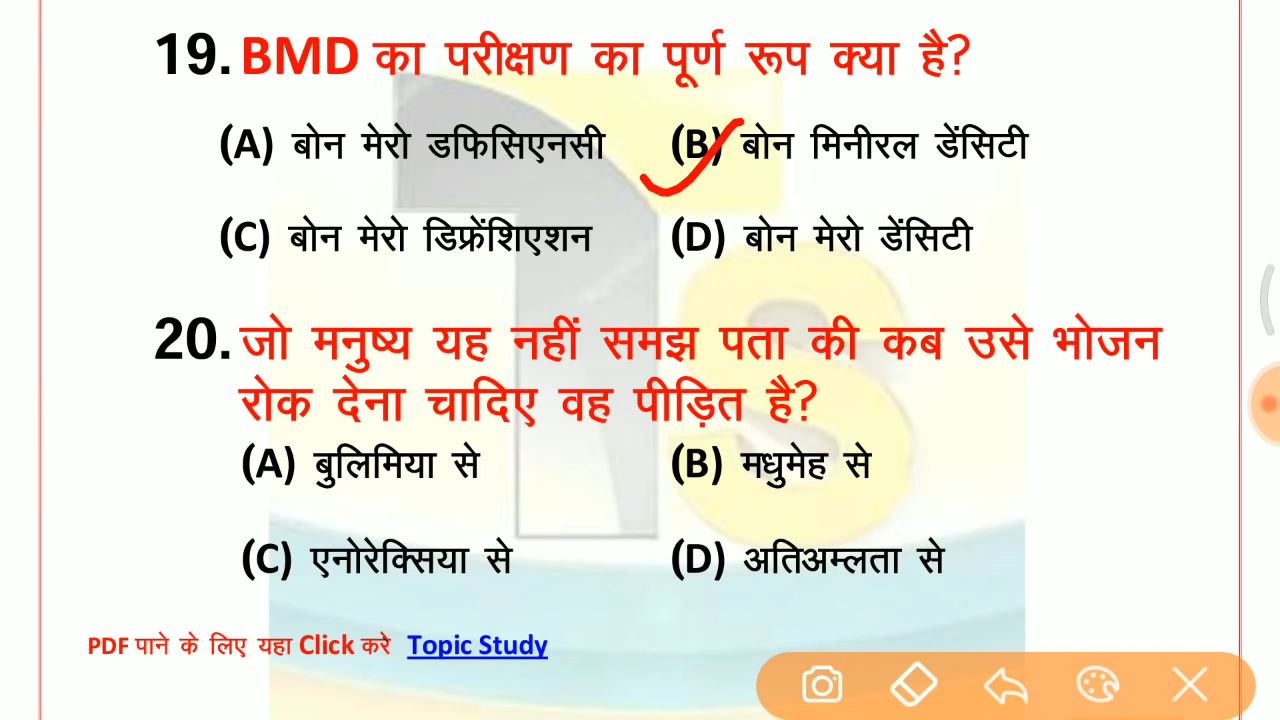 19. BMD का परीक्षण का पूर्ण रूप क्या है?
(A) बोन मेरो डफिसिएनसी (B) बोन मिनीरल डेंसिटी
(C) बोन मेरो डिफ्रेंशिएशन (D) बोन मेरो डेंसिटी
20. जो मनुष्य यह नहीं समझ पता की कब उसे भोजन
रोक देना चादिए वह पीड़ित है?
(A) बुलिमिया से (B) मधुमेह से
(C) एनोरेक्सिया से (D) अतिअम्लता से
PDF पाने के लिए यहा Click करे Topic Study